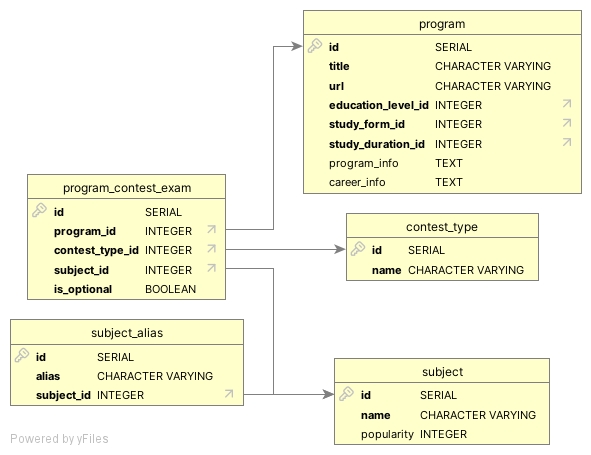 program
id SERIAL
title CHARACTER VARYING
url CHARACTER VARYING
education_level_id INTEGER
study_form_id INTEGER
study_duration_id INTEGER
program_info TEXT
career_info TEXT
program_contest_exam
id SERIAL
program_id INTEGER
contest_type_id INTEGER
subject_id INTEGER
is_optional BOOLEAN
contest_type
id SERIAL
name CHARACTER VARYING
subject_alias
id SERIAL
alias CHARACTER VARYING
subject_id INTEGER
subject
id SERIAL
name CHARACTER VARYING
popularity INTEGER
Powered by yFiles